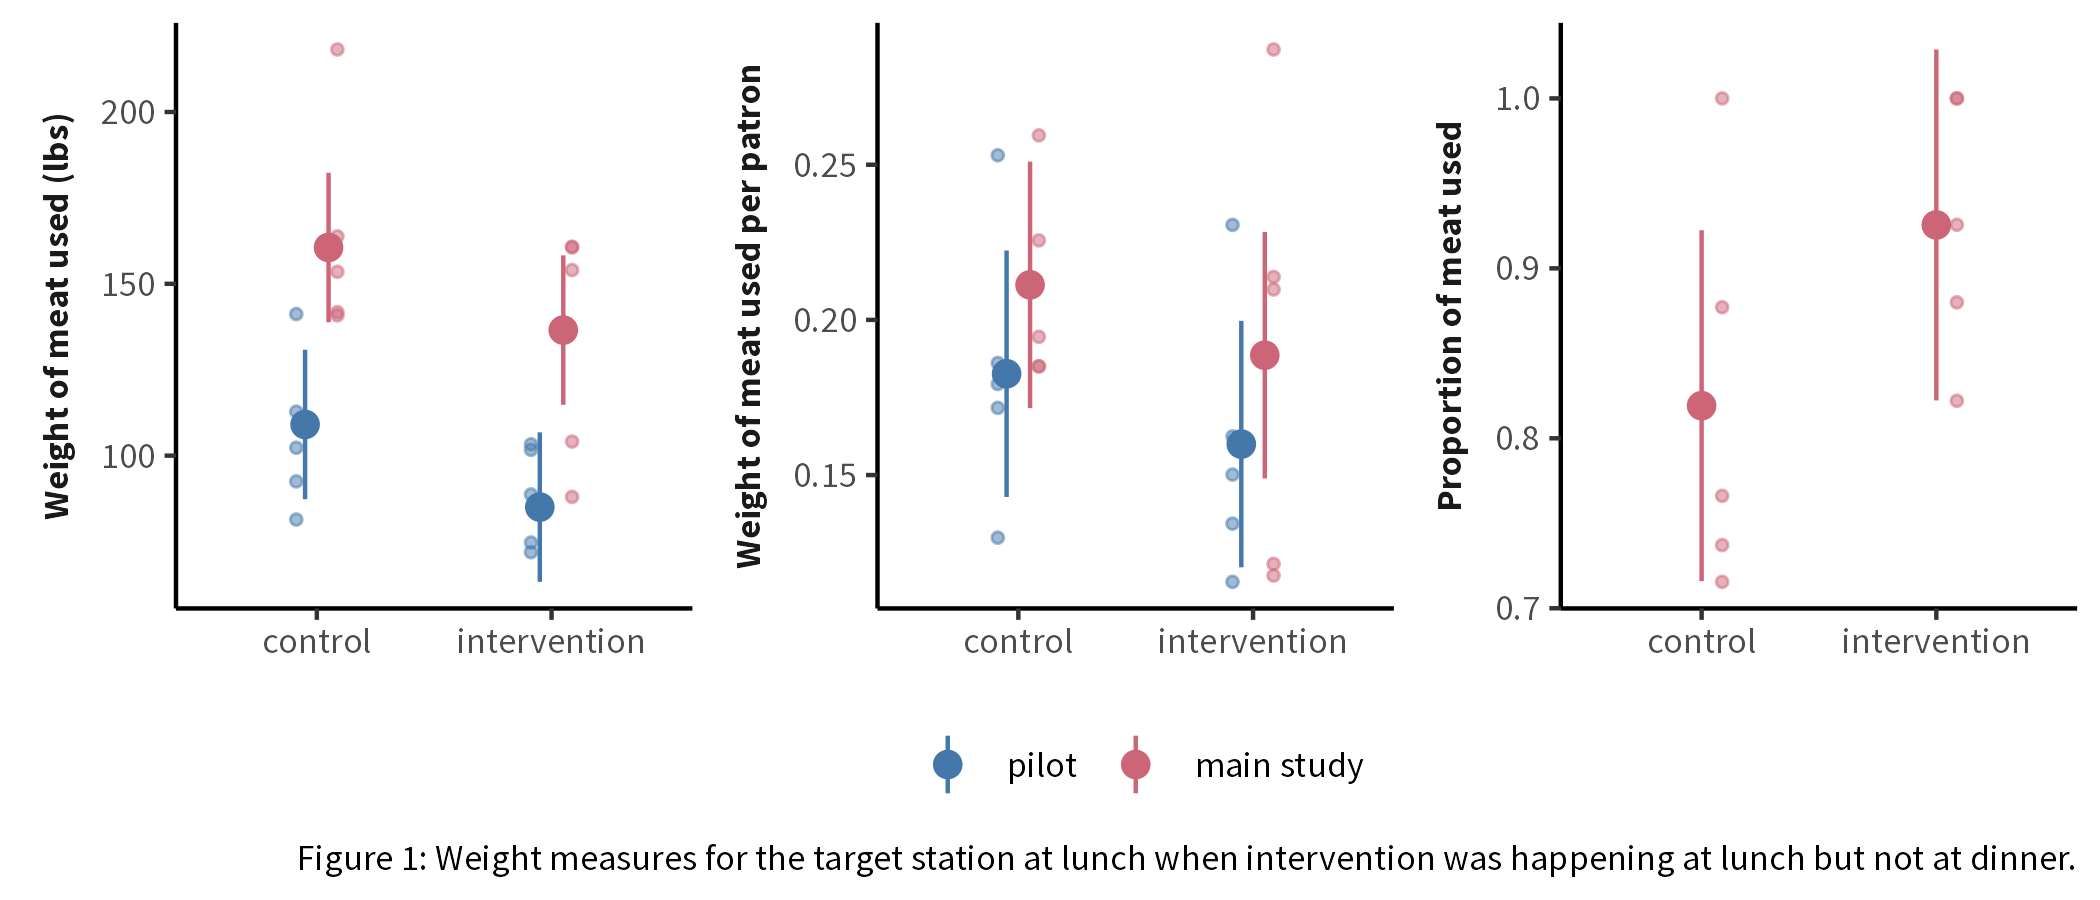 Weight of meat used (lbs)
200
150
100
control intervention
Weight of meat used per patron
0.25
0.20
0.15
control intervention
Proportion of meat used
1.0
0.9
0.8
0.7
control intervention
pilot main study
Figure 1: Weight measures for the target station at lunch when intervention was happening at lunch but not at dinner.